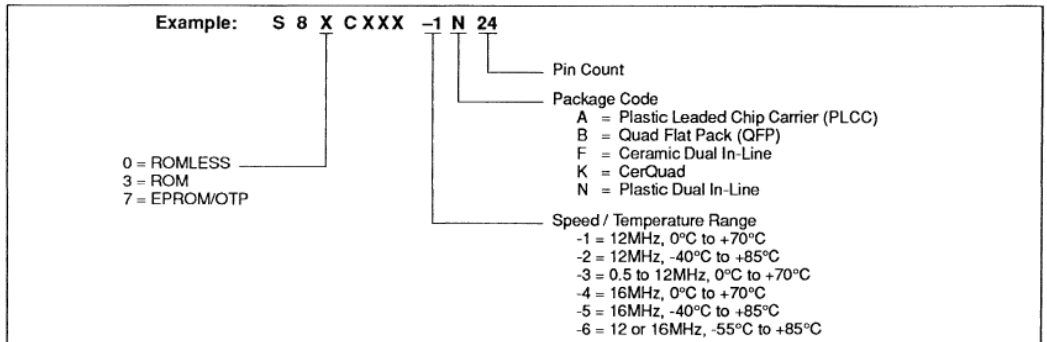 Example: S 8 X C XXX –1 N 24
Pin Count
Package Code
A = Plastic Leaded Chip Carrier (PLCC)
B = Quad Flat Pack (QFP)
F = Ceramic Dual In-Line
K = CerQuad
N = Plastic Dual In-Line
0 = ROMLESS
3 = ROM
7 = EPROM/OTP
Speed / Temperature Range
-1 = 12MHz, 0°C to +70°C
-2 = 12MHz, -40°C to +85°C
-3 = 0.5 to 12MHz, 0°C to +70°C
-4 = 16MHz, 0°C to +70°C
-5 = 16MHz, -40°C to +85°C
-6 = 12 or 16MHz, -55°C to +85°C